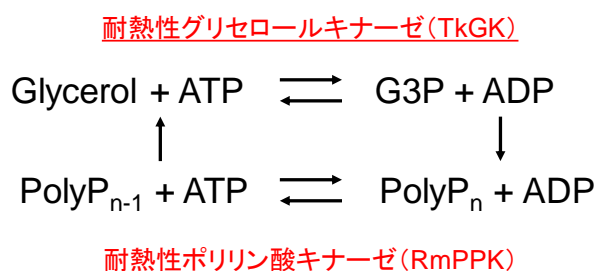 耐熱性グリセロールキナーゼ（TkGK）
Glycerol + ATP ⇄ G3P + ADP
PolyPn-1 + ATP ⇄ PolyPn + ADP
耐熱性ポリリン酸キナーゼ（RmPPK）